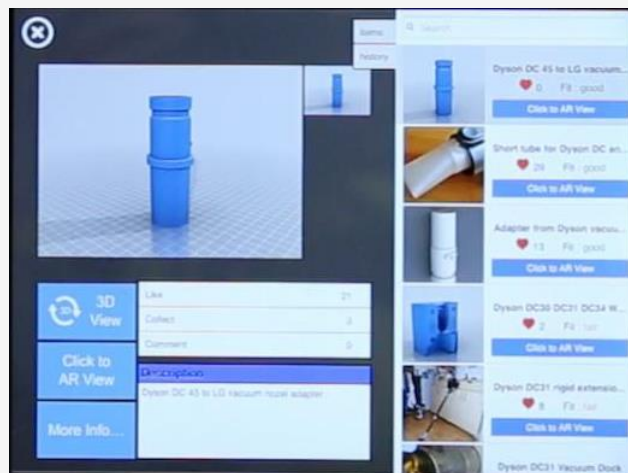 items
history
Search
Dyson DC 45 to LG vacuum...
0 Fit : good
Click to AR View
Short tube for Dyson DC an...
29 Fit : good
Click to AR View
Adapter from Dyson vacuu...
13 Fit : good
Click to AR View
Dyson DC30 DC31 DC34 W...
2 Fit :
Click to AR View
Dyson DC31 rigid extensio...
8 Fit :
Click to AR View
Dyson DC31 Vacuum Dock
3D
3D
View
Click to
AR View
More Info...
Like 21
Collect
Comment 0
Description
Dyson DC 45 to LG vacuum nozel adapter